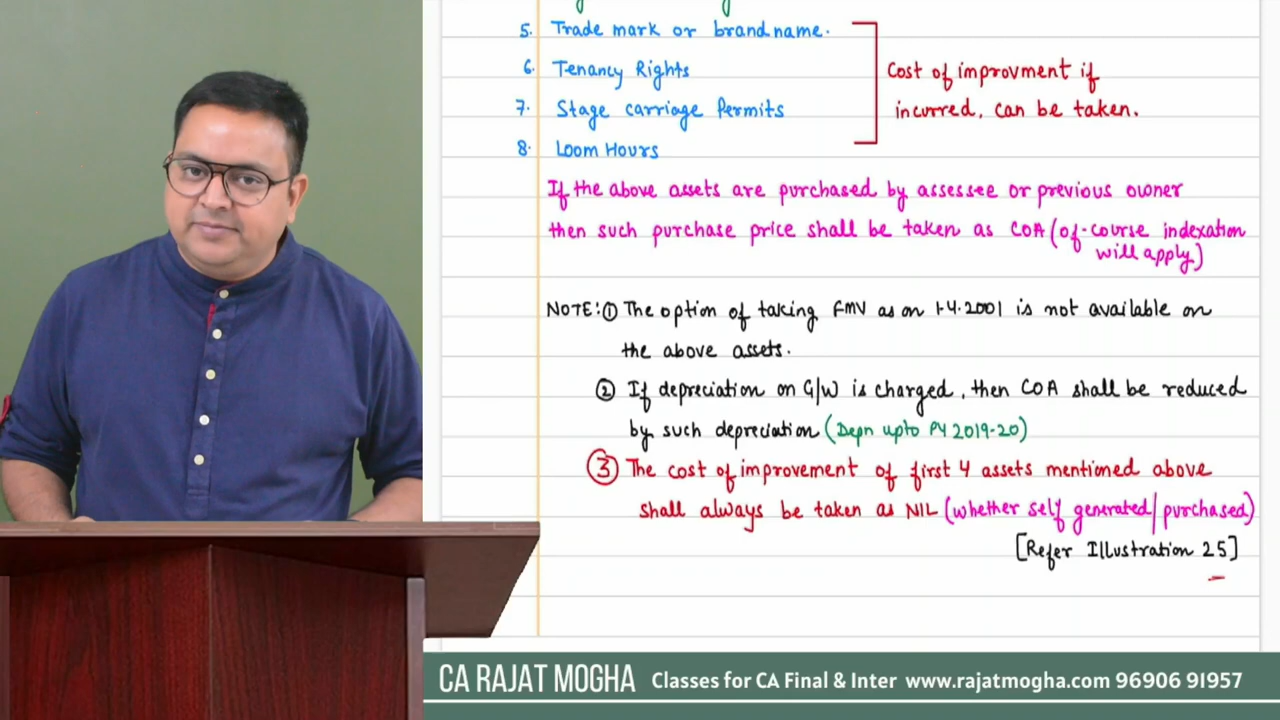 5. Trade mark or brand name.
6. Tenancy Rights
7. Stage carriage Permits
8. Loom Hours
Cost of improvment if
incurred, can be taken.
If the above assets are purchased by assessee or previous owner
then such purchase price shall be taken as COA (of-course indexation
will apply)
NOTE: ① The option of taking FMV as on 1.4.2001 is not available on
the above assets.
② If depreciation on G/W is charged, then COA shall be reduced
by such depreciation (Depn upto PY 2019-20)
③ The cost of improvement of first 4 assets mentioned above
shall always be taken as NIL (whether self generated/purchased)
[Refer Illustration 25]
CA RAJAT MOGHA Classes for CA Final & Inter www.rajatmogha.com 96906 91957